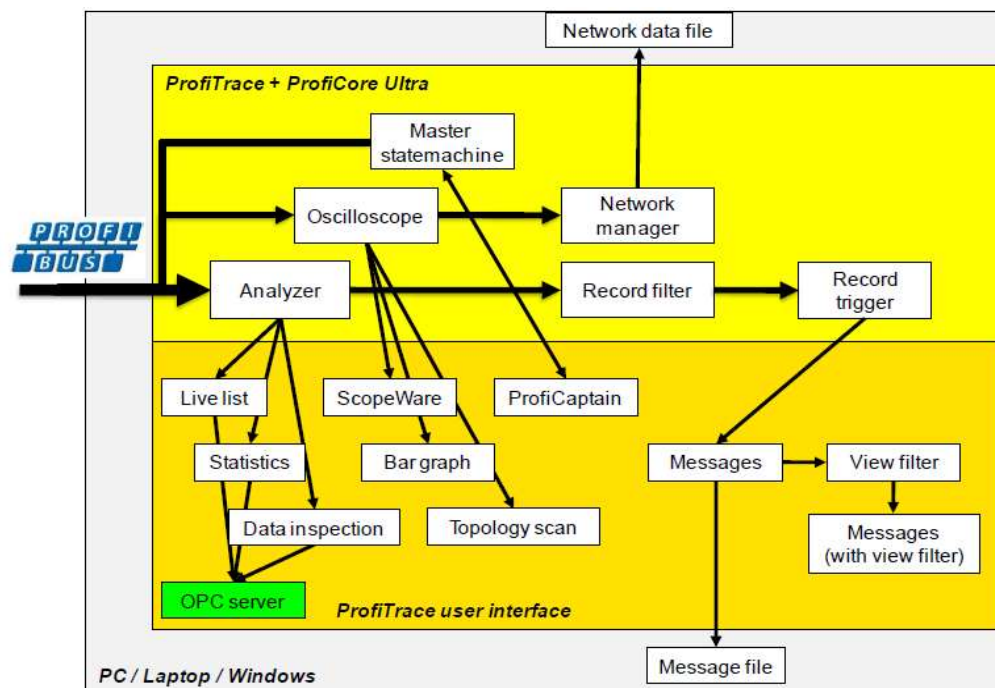 Network data file
ProfiTrace + ProfiCore Ultra
Master
statemachine
Oscilloscope
Network
manager
PROFI
BUS
Analyzer
Record filter
Record
trigger
Live list
ScopeWare
ProfiCaptain
Statistics
Bar graph
Messages
View filter
Data inspection
Topology scan
Messages
(with view filter)
OPC server
ProfiTrace user interface
Message file
PC / Laptop / Windows